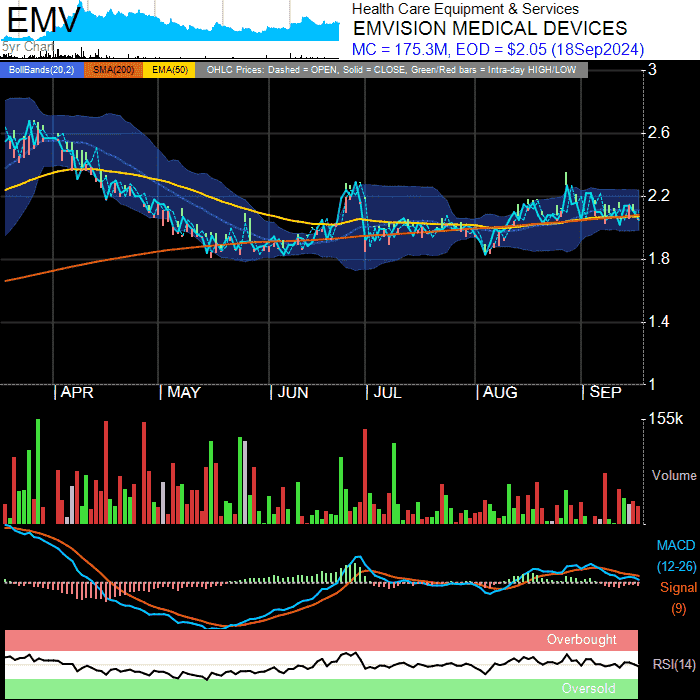 EMV
5yr Chart
Health Care Equipment & Services
EMVISION MEDICAL DEVICES
MC = 175.3M, EOD = $2.05 (18Sep2024)
BollBands(20,2) SMA(200) EMA(50) OHLC Prices: Dashed = OPEN, Solid = CLOSE, Green/Red bars = Intra-day HIGH/LOW
3
2.6
2.2
1.8
1.4
1
APR MAY JUN JUL AUG SEP
155k
Volume
MACD
(12-26)
Signal
(9)
Overbought
RSI(14)
Oversold